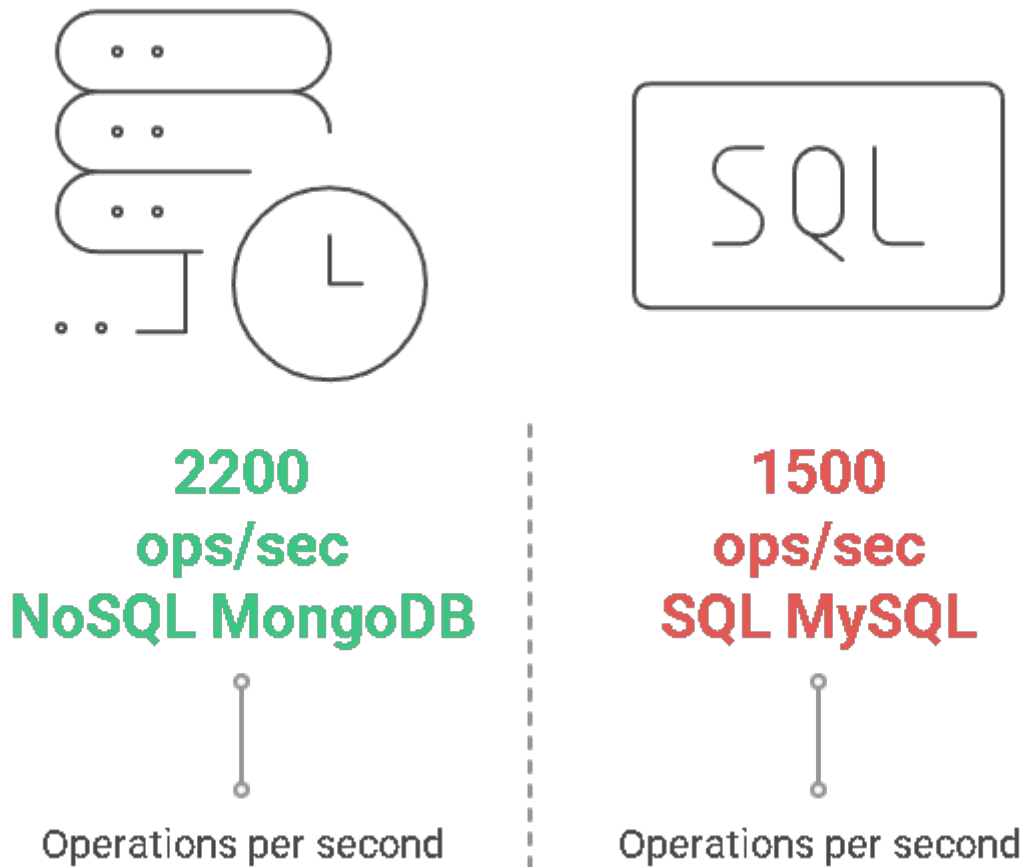 SQL
2200
ops/sec
NoSQL MongoDB
Operations per second
1500
ops/sec
SQL MySQL
Operations per second